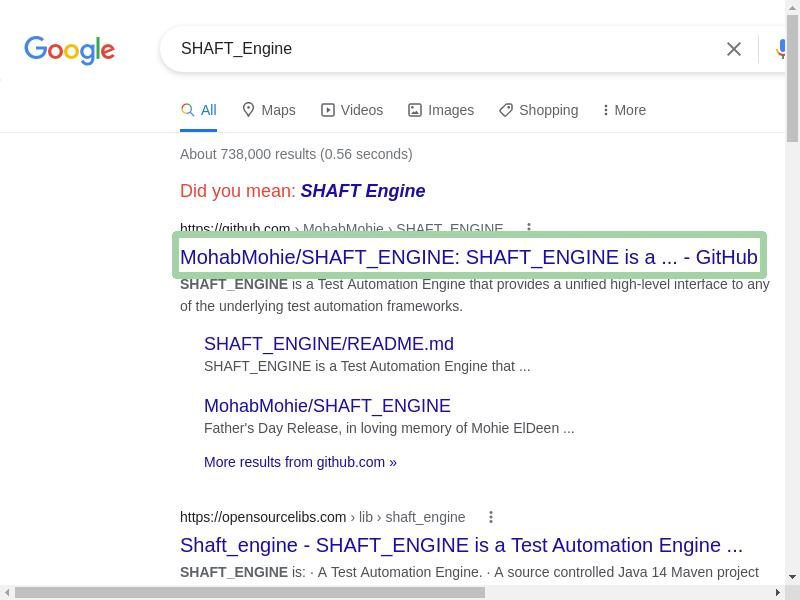 Google
SHAFT_Engine
All Maps Videos Images Shopping More
About 738,000 results (0.56 seconds)
Did you mean: SHAFT Engine
https://github.com › MohabMohie › SHAFT_ENGINE
MohabMohie/SHAFT_ENGINE: SHAFT_ENGINE is a ... - GitHub
SHAFT_ENGINE is a Test Automation Engine that provides a unified high-level interface to any
of the underlying test automation frameworks.
SHAFT_ENGINE/README.md
SHAFT_ENGINE is a Test Automation Engine that ...
MohabMohie/SHAFT_ENGINE
Father's Day Release, in loving memory of Mohie ElDeen ...
More results from github.com »
https://opensourcelibs.com › lib › shaft_engine
Shaft_engine - SHAFT_ENGINE is a Test Automation Engine ...
SHAFT_ENGINE is: · A Test Automation Engine. · A source controlled Java 14 Maven project